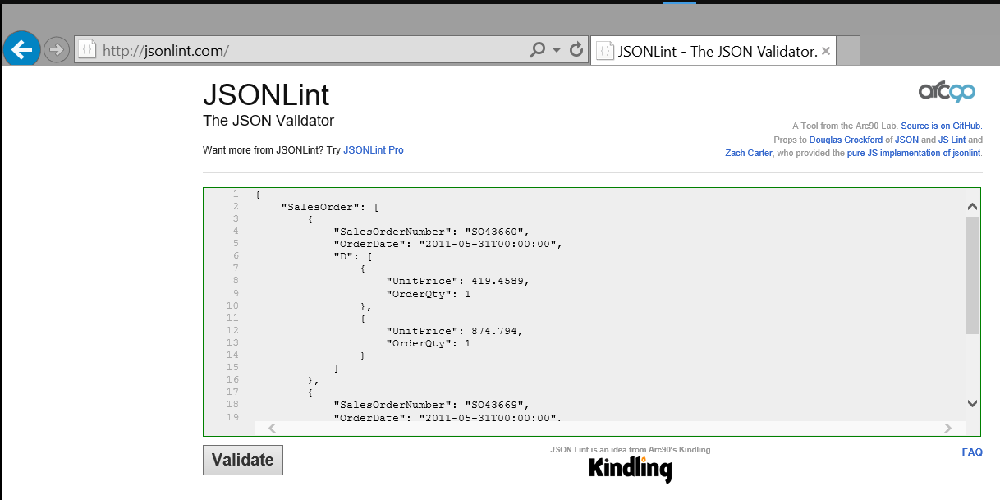 http://jsonlint.com/
JSONLint - The JSON Validator.
JSONLint
The JSON Validator
Want more from JSONLint? Try JSONLint Pro
arc90
A Tool from the Arc90 Lab. Source is on GitHub.
Props to Douglas Crockford of JSON and JS Lint and
Zach Carter, who provided the pure JS implementation of jsonlint.
1 {
2 "SalesOrder": [
3 {
4 "SalesOrderNumber": "SO43660",
5 "OrderDate": "2011-05-31T00:00:00",
6 "D": [
7 {
8 "UnitPrice": 419.4589,
9 "OrderQty": 1
10 },
11 {
12 "UnitPrice": 874.794,
13 "OrderQty": 1
14 }
15 ]
16 },
17 {
18 "SalesOrderNumber": "SO43669",
19 "OrderDate": "2011-05-31T00:00:00",
Validate
JSON Lint is an idea from Arc90's Kindling
Kindling
FAQ